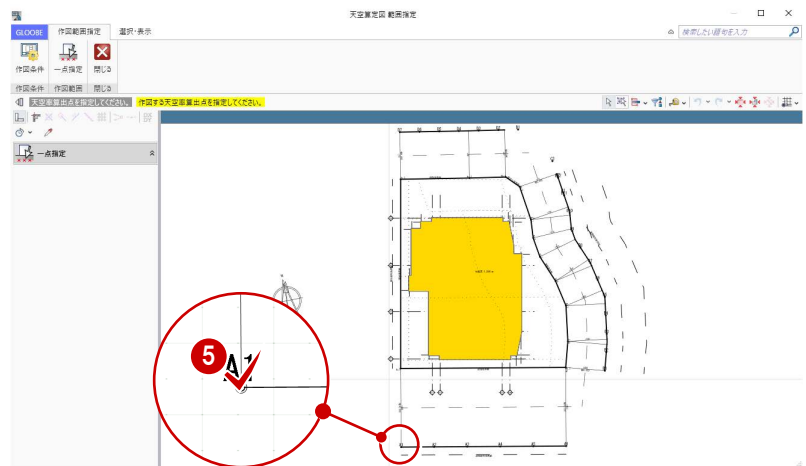 天空算定図 範囲指定
GLOOBE 作図範囲指定 選択・表示
検索したい語句を入力
作図条件 一点指定 閉じる
作図条件 作図範囲 閉じる
天空率算出点を指定してください。 作図する天空率算出点を指定してください。
一点指定
5
A1